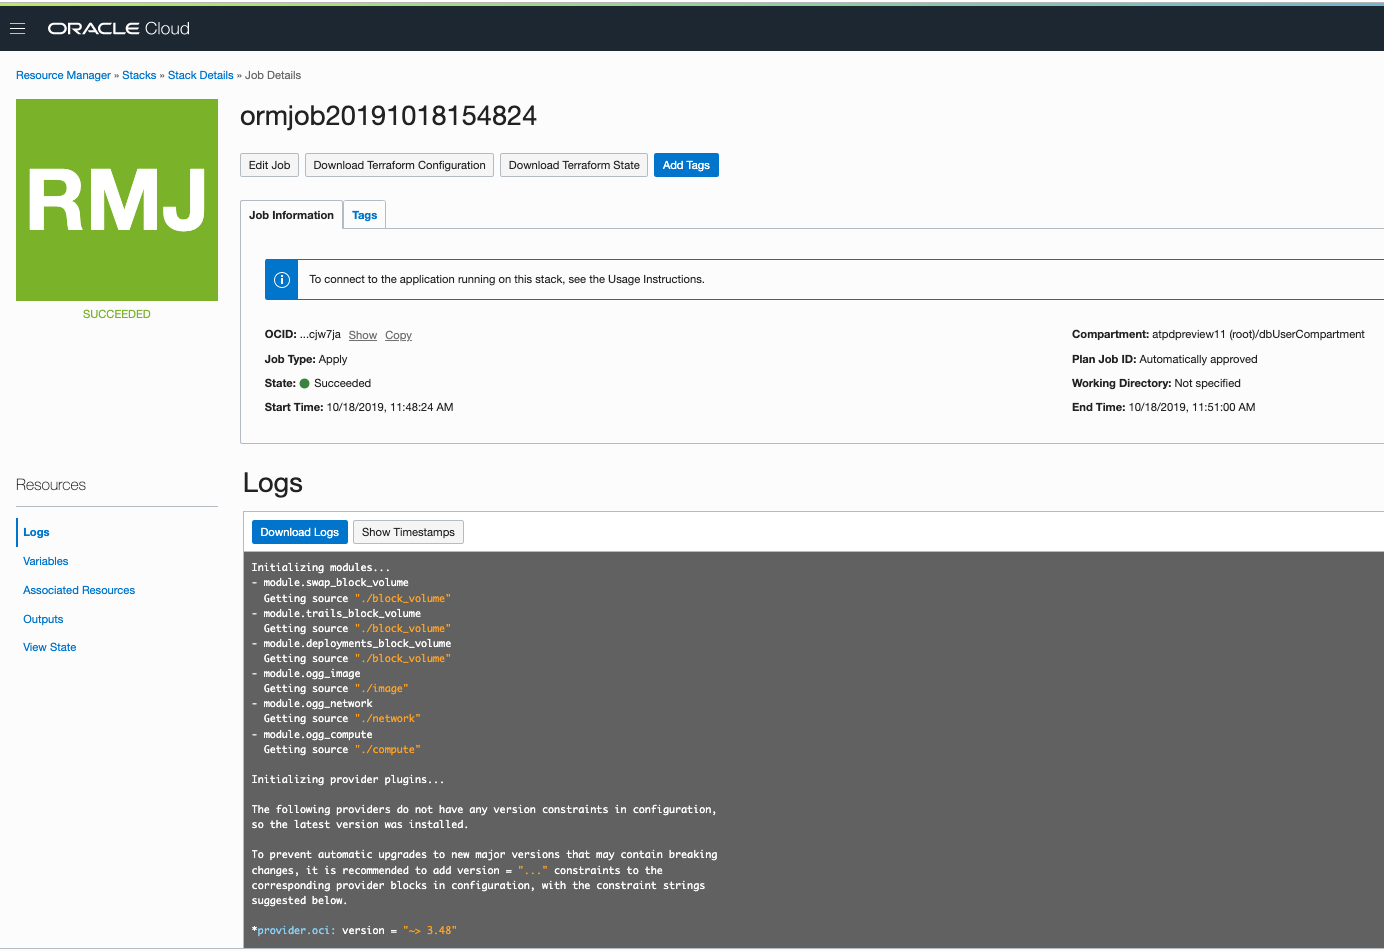 ORACLE Cloud
Resource Manager » Stacks » Stack Details » Job Details
RMJ
SUCCEEDED
ormjob20191018154824
Edit Job Download Terraform Configuration Download Terraform State Add Tags
Job Information Tags
To connect to the application running on this stack, see the Usage Instructions.
OCID: ...cjw7ja Show Copy
Job Type: Apply
State: Succeeded
Start Time: 10/18/2019, 11:48:24 AM
Compartment: atpdpreview11 (root)/dbUserCompartment
Plan Job ID: Automatically approved
Working Directory: Not specified
End Time: 10/18/2019, 11:51:00 AM
Resources
Logs
Variables
Associated Resources
Outputs
View State
Logs
Download Logs Show Timestamps
Initializing modules...
- module.swap_block_volume
Getting source "./block_volume"
- module.trails_block_volume
Getting source "./block_volume"
- module.deployments_block_volume
Getting source "./block_volume"
- module.ogg_image
Getting source "./image"
- module.ogg_network
Getting source "./network"
- module.ogg_compute
Getting source "./compute"
Initializing provider plugins...
The following providers do not have any version constraints in configuration,
so the latest version was installed.
To prevent automatic upgrades to new major versions that may contain breaking
changes, it is recommended to add version = "..." constraints to the
corresponding provider blocks in configuration, with the constraint strings
suggested below.
*provider.oci: version = "~> 3.48"